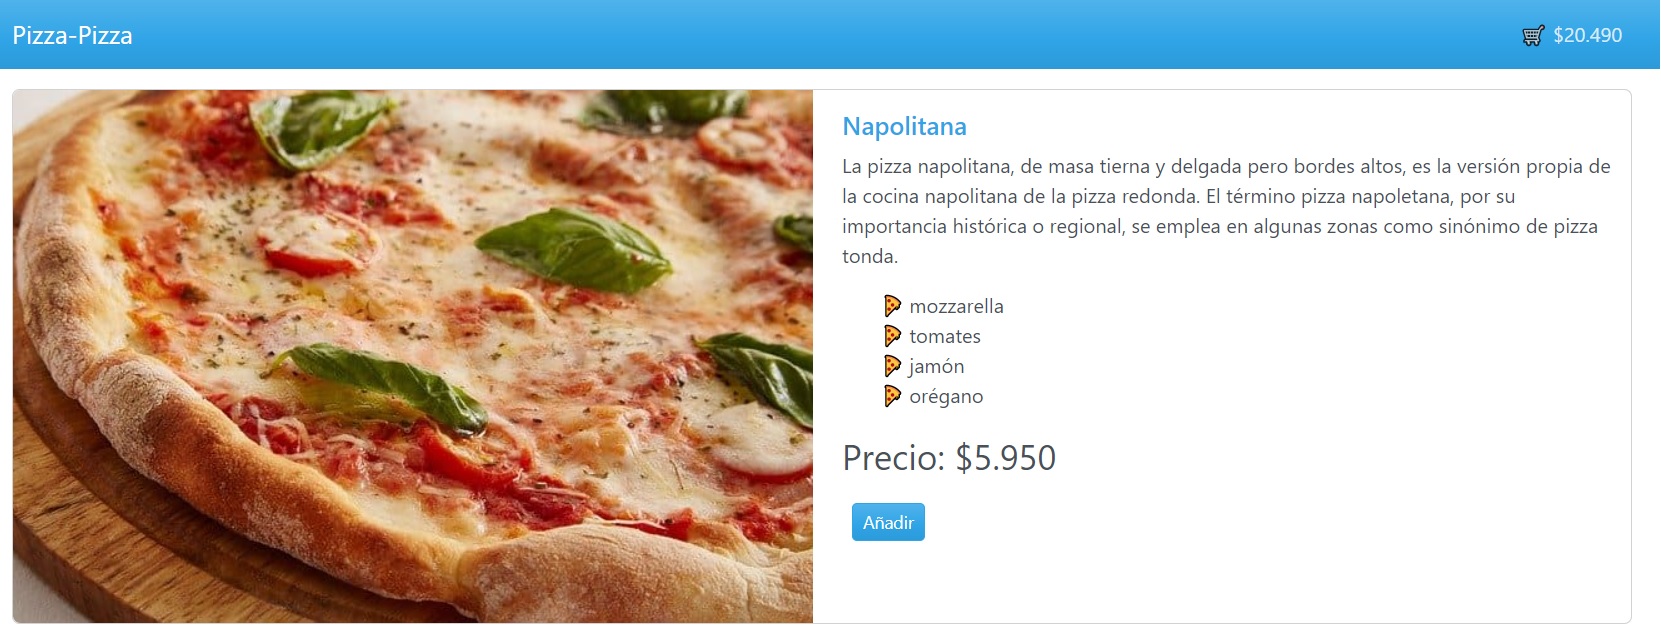 Pizza-Pizza
🛒 $20.490
Napolitana
La pizza napolitana, de masa tierna y delgada pero bordes altos, es la versión propia de
la cocina napolitana de la pizza redonda. El término pizza napoletana, por su
importancia histórica o regional, se emplea en algunas zonas como sinónimo de pizza
tonda.
🍕 mozzarella
🍕 tomates
🍕 jamón
🍕 orégano
Precio: $5.950
Añadir